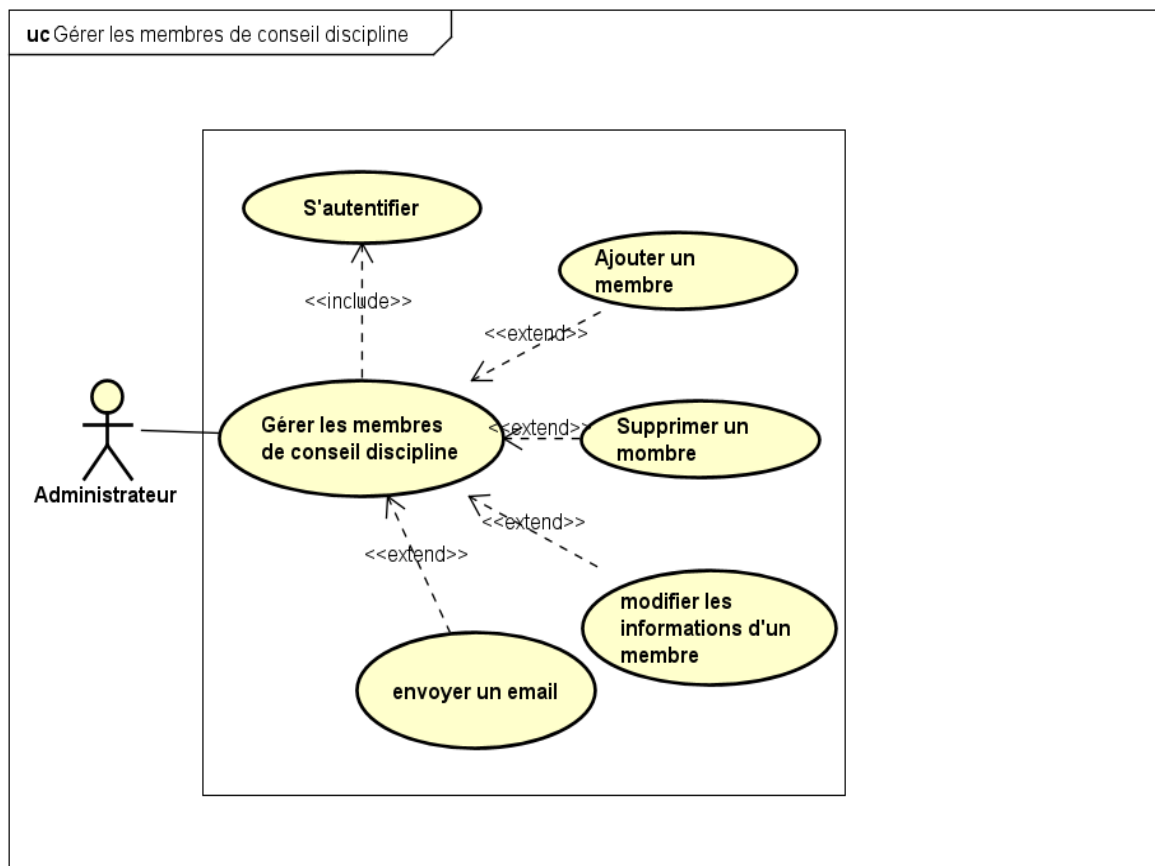 uc Gérer les membres de conseil discipline
S'autentifier
<<include>>
Ajouter un
membre
<<extend>>
Gérer les membres
de conseil discipline
<<extend>>
Supprimer un
mombre
Administrateur
<<extend>>
<<extend>>
modifier les
informations d'un
membre
envoyer un email